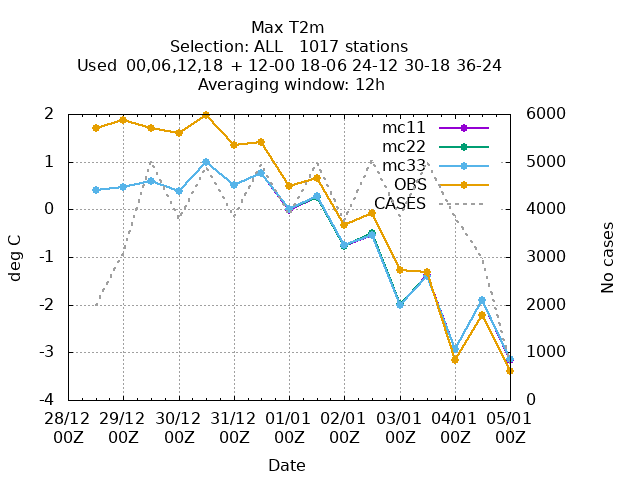 Max T2m
Selection: ALL   1017 stations
Used  00,06,12,18  + 12-00 18-06 24-12 30-18 36-24
Averaging window: 12h
2
1
0
-1
-2
-3
-4
deg C
6000
5000
4000
3000
2000
1000
0
No cases
mc11
mc22
mc33
OBS
CASES
28/12 29/12 30/12 31/12 01/01 02/01 03/01 04/01 05/01
00Z 00Z 00Z 00Z 00Z 00Z 00Z 00Z 00Z
Date